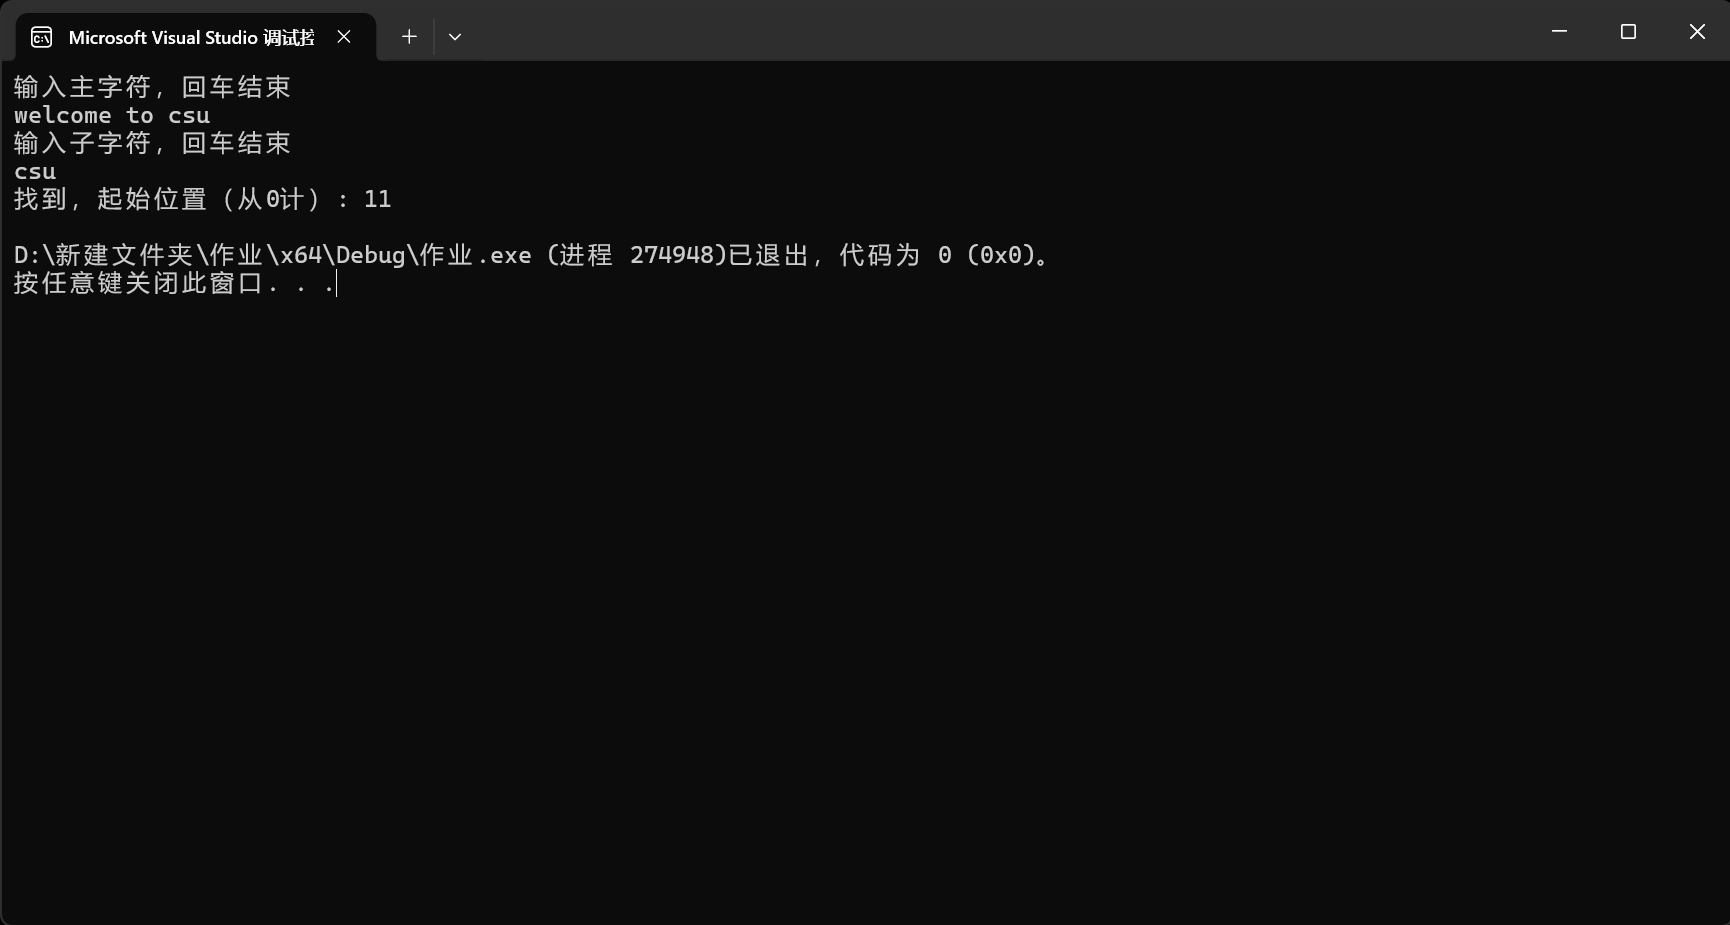 Microsoft Visual Studio 调试控
输入主字符，回车结束
welcome to csu
输入子字符，回车结束
csu
找到，起始位置（从0计）: 11
D:\新建文件夹\作业\x64\Debug\作业.exe (进程 274948)已退出，代码为 0 (0x0)。
按任意键关闭此窗口. . .